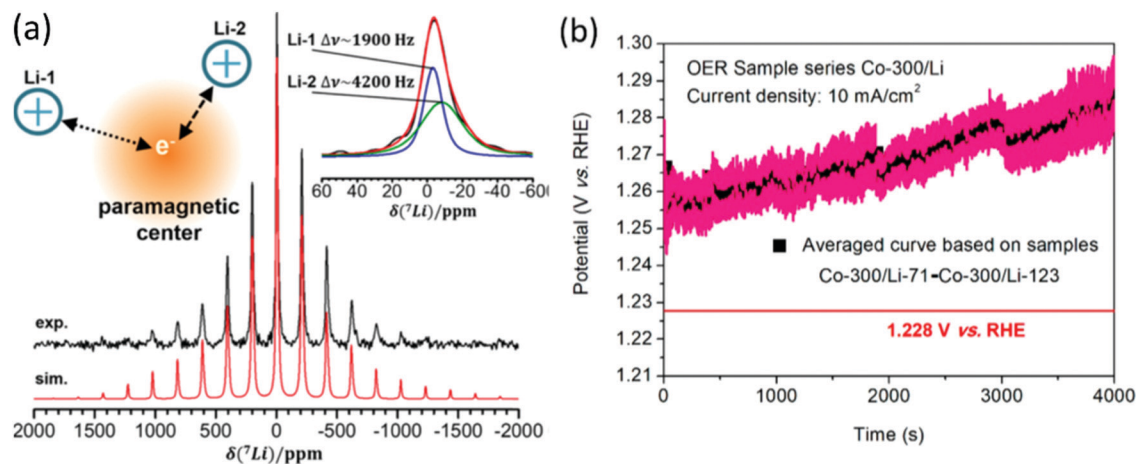 (a)
Li-2
Li-1
e-
paramagnetic
center
Li-1 Δν~1900 Hz
Li-2 Δν~4200 Hz
60 40 20 0 -20 -40 -60
δ(⁷Li)/ppm
exp.
sim.
2000 1500 1000 500 0 -500 -1000 -1500 -2000
δ(⁷Li)/ppm
(b)
1.30
1.29
1.28
1.27
1.26
1.25
1.24
1.23
1.22
1.21
Potential (V vs. RHE)
OER Sample series Co-300/Li
Current density: 10 mA/cm²
■ Averaged curve based on samples
Co-300/Li-71-Co-300/Li-123
1.228 V vs. RHE
0 1000 2000 3000 4000
Time (s)